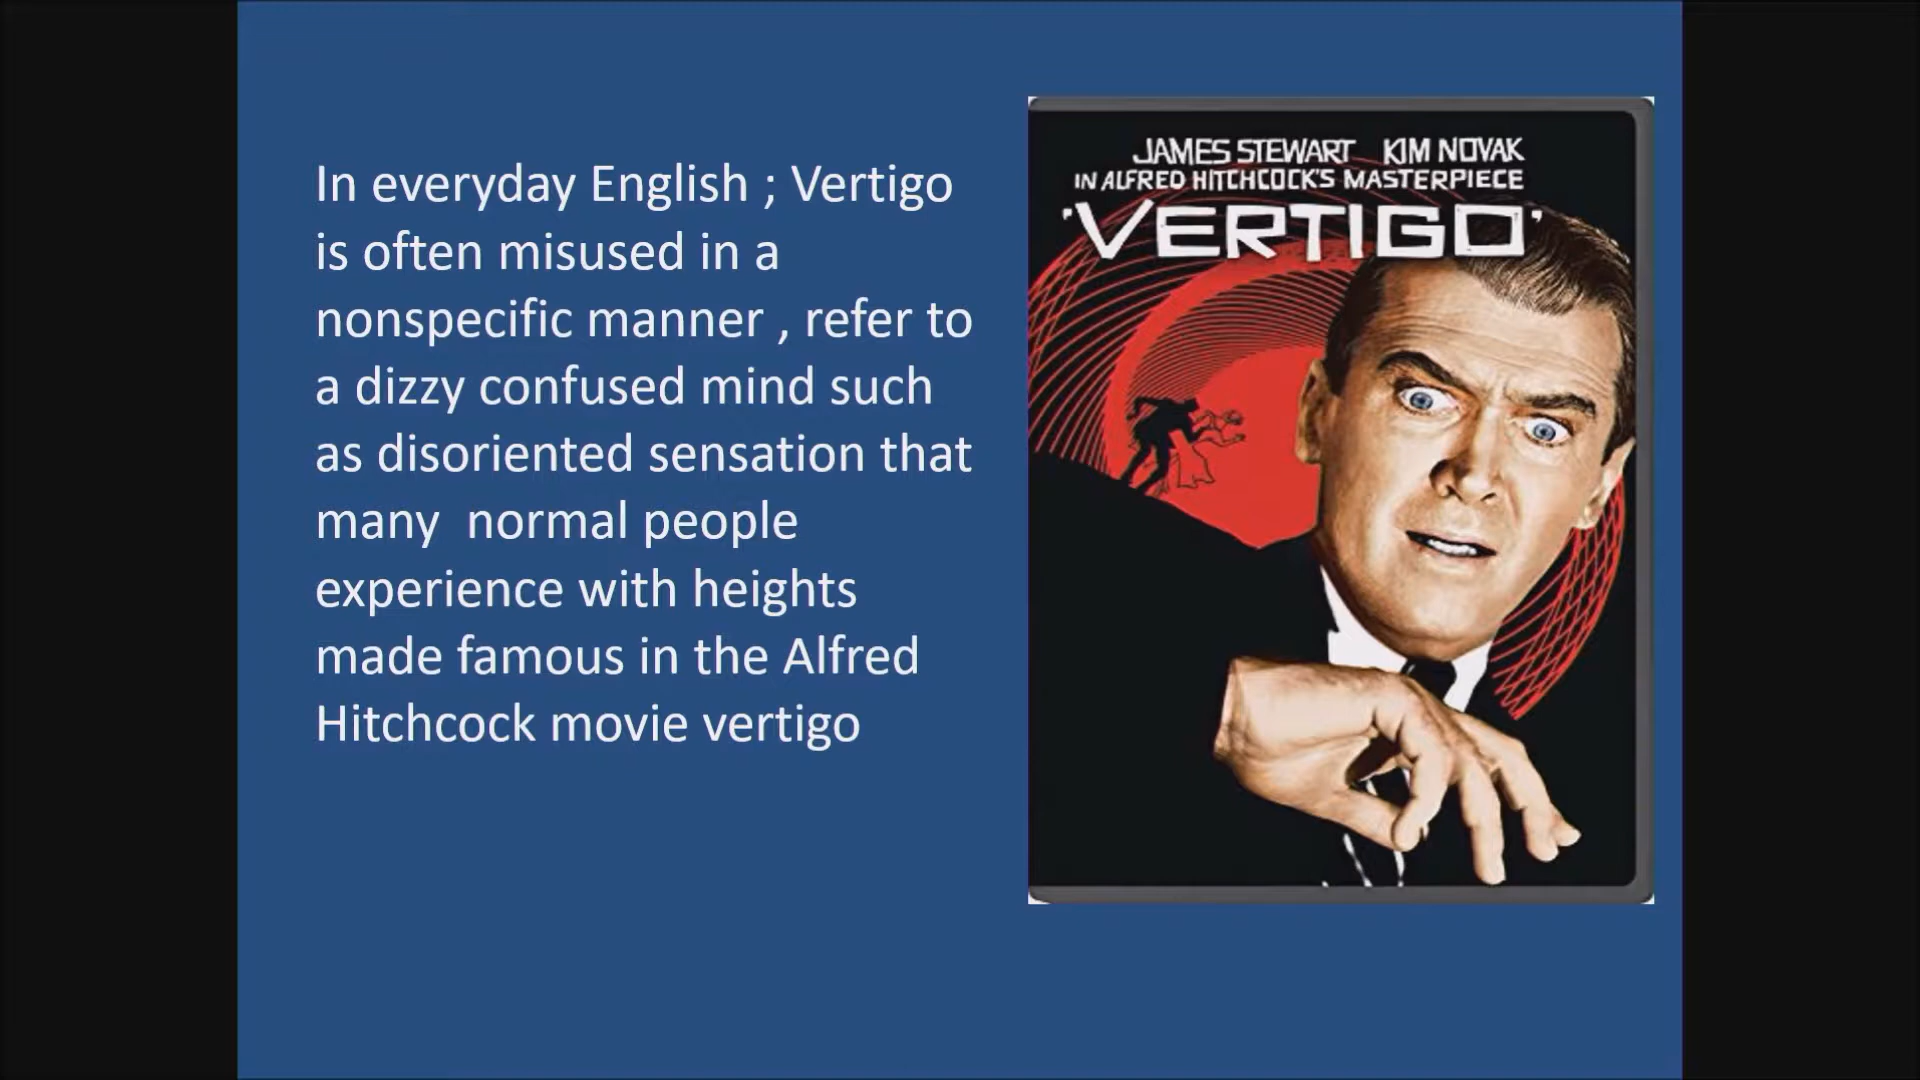 In everyday English ; Vertigo
is often misused in a
nonspecific manner , refer to
a dizzy confused mind such
as disoriented sensation that
many  normal people
experience with heights
made famous in the Alfred
Hitchcock movie vertigo
JAMES STEWART KIM NOVAK
IN ALFRED HITCHCOCK'S MASTERPIECE
'VERTIGO'